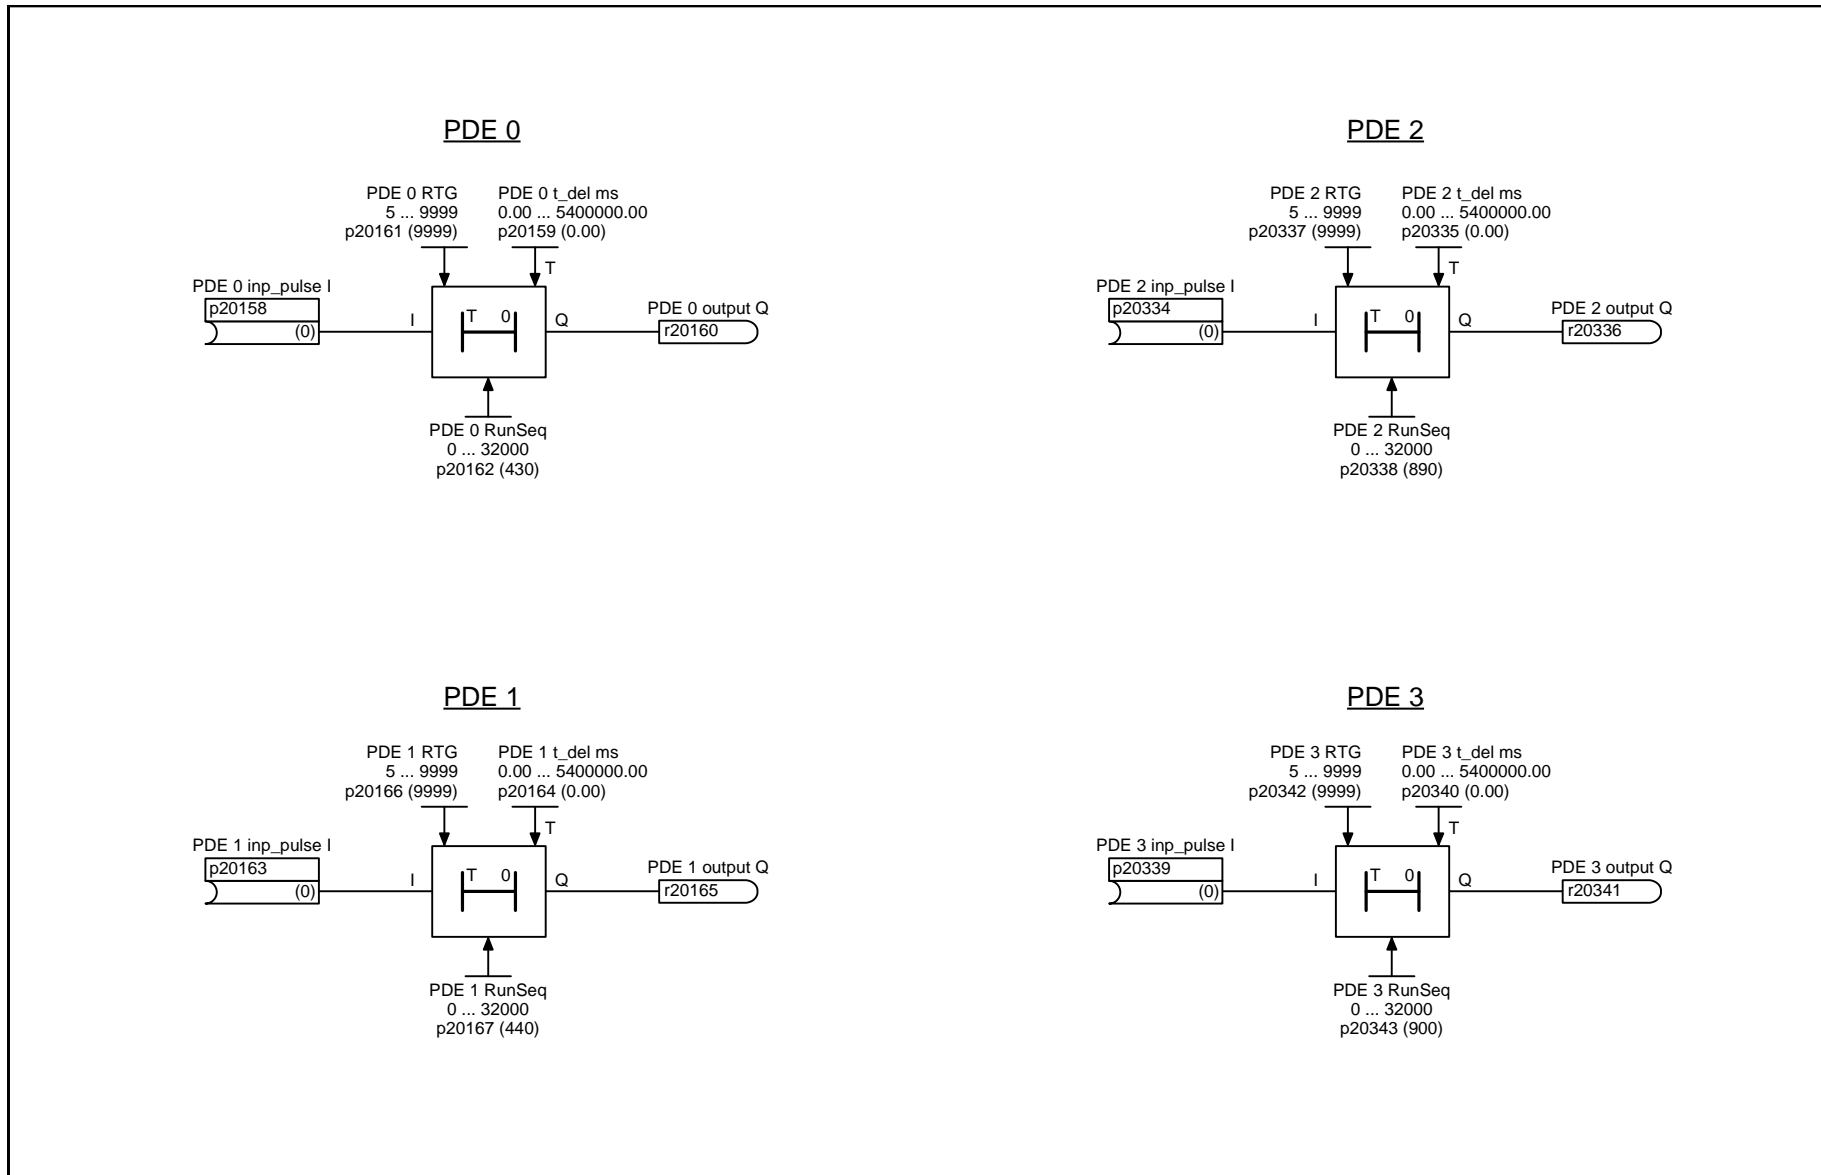 PDE 0
PDE 0 RTG
5 ... 9999
p20161 (9999)
PDE 0 t_del ms
0.00 ... 5400000.00
p20159 (0.00)
T
PDE 0 inp_pulse I
p20158
(0)
I
T 0
Q
PDE 0 output Q
r20160
PDE 0 RunSeq
0 ... 32000
p20162 (430)
PDE 2
PDE 2 RTG
5 ... 9999
p20337 (9999)
PDE 2 t_del ms
0.00 ... 5400000.00
p20335 (0.00)
T
PDE 2 inp_pulse I
p20334
(0)
I
T 0
Q
PDE 2 output Q
r20336
PDE 2 RunSeq
0 ... 32000
p20338 (890)
PDE 1
PDE 1 RTG
5 ... 9999
p20166 (9999)
PDE 1 t_del ms
0.00 ... 5400000.00
p20164 (0.00)
T
PDE 1 inp_pulse I
p20163
(0)
I
T 0
Q
PDE 1 output Q
r20165
PDE 1 RunSeq
0 ... 32000
p20167 (440)
PDE 3
PDE 3 RTG
5 ... 9999
p20342 (9999)
PDE 3 t_del ms
0.00 ... 5400000.00
p20340 (0.00)
T
PDE 3 inp_pulse I
p20339
(0)
I
T 0
Q
PDE 3 output Q
r20341
PDE 3 RunSeq
0 ... 32000
p20343 (900)